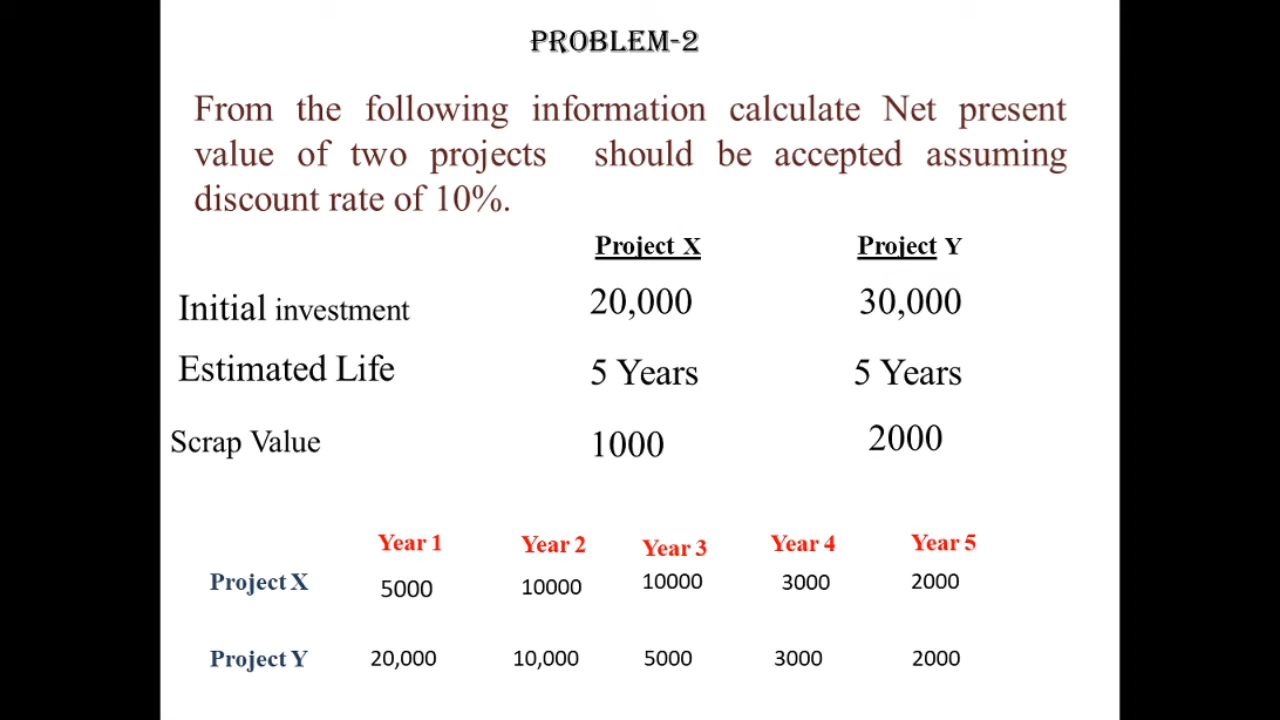 PROBLEM-2
From the following information calculate Net present
value of two projects should be accepted assuming
discount rate of 10%.
Project X Project Y
Initial investment 20,000 30,000
Estimated Life 5 Years 5 Years
Scrap Value 1000 2000
Year 1 Year 2 Year 3 Year 4 Year 5
Project X 5000 10000 10000 3000 2000
Project Y 20,000 10,000 5000 3000 2000